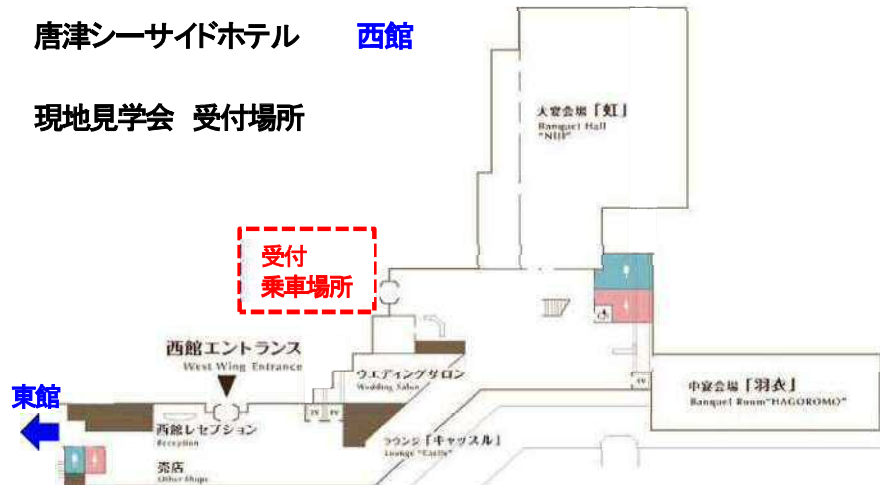 唐津シーサイドホテル 西館
現地見学会 受付場所
大宴会場「虹」
Banquet Hall
"NIJI"
受付
乗車場所
西館エントランス
West Wing Entrance
ウエディングサロン
Wedding Salon
東館
西館レセプション
Reception
EV EV
EV
中宴会場「羽衣」
Banquet Room"HAGOROMO"
ラウンジ「キャッスル」
Lounge "Castle"
売店
Other Shops